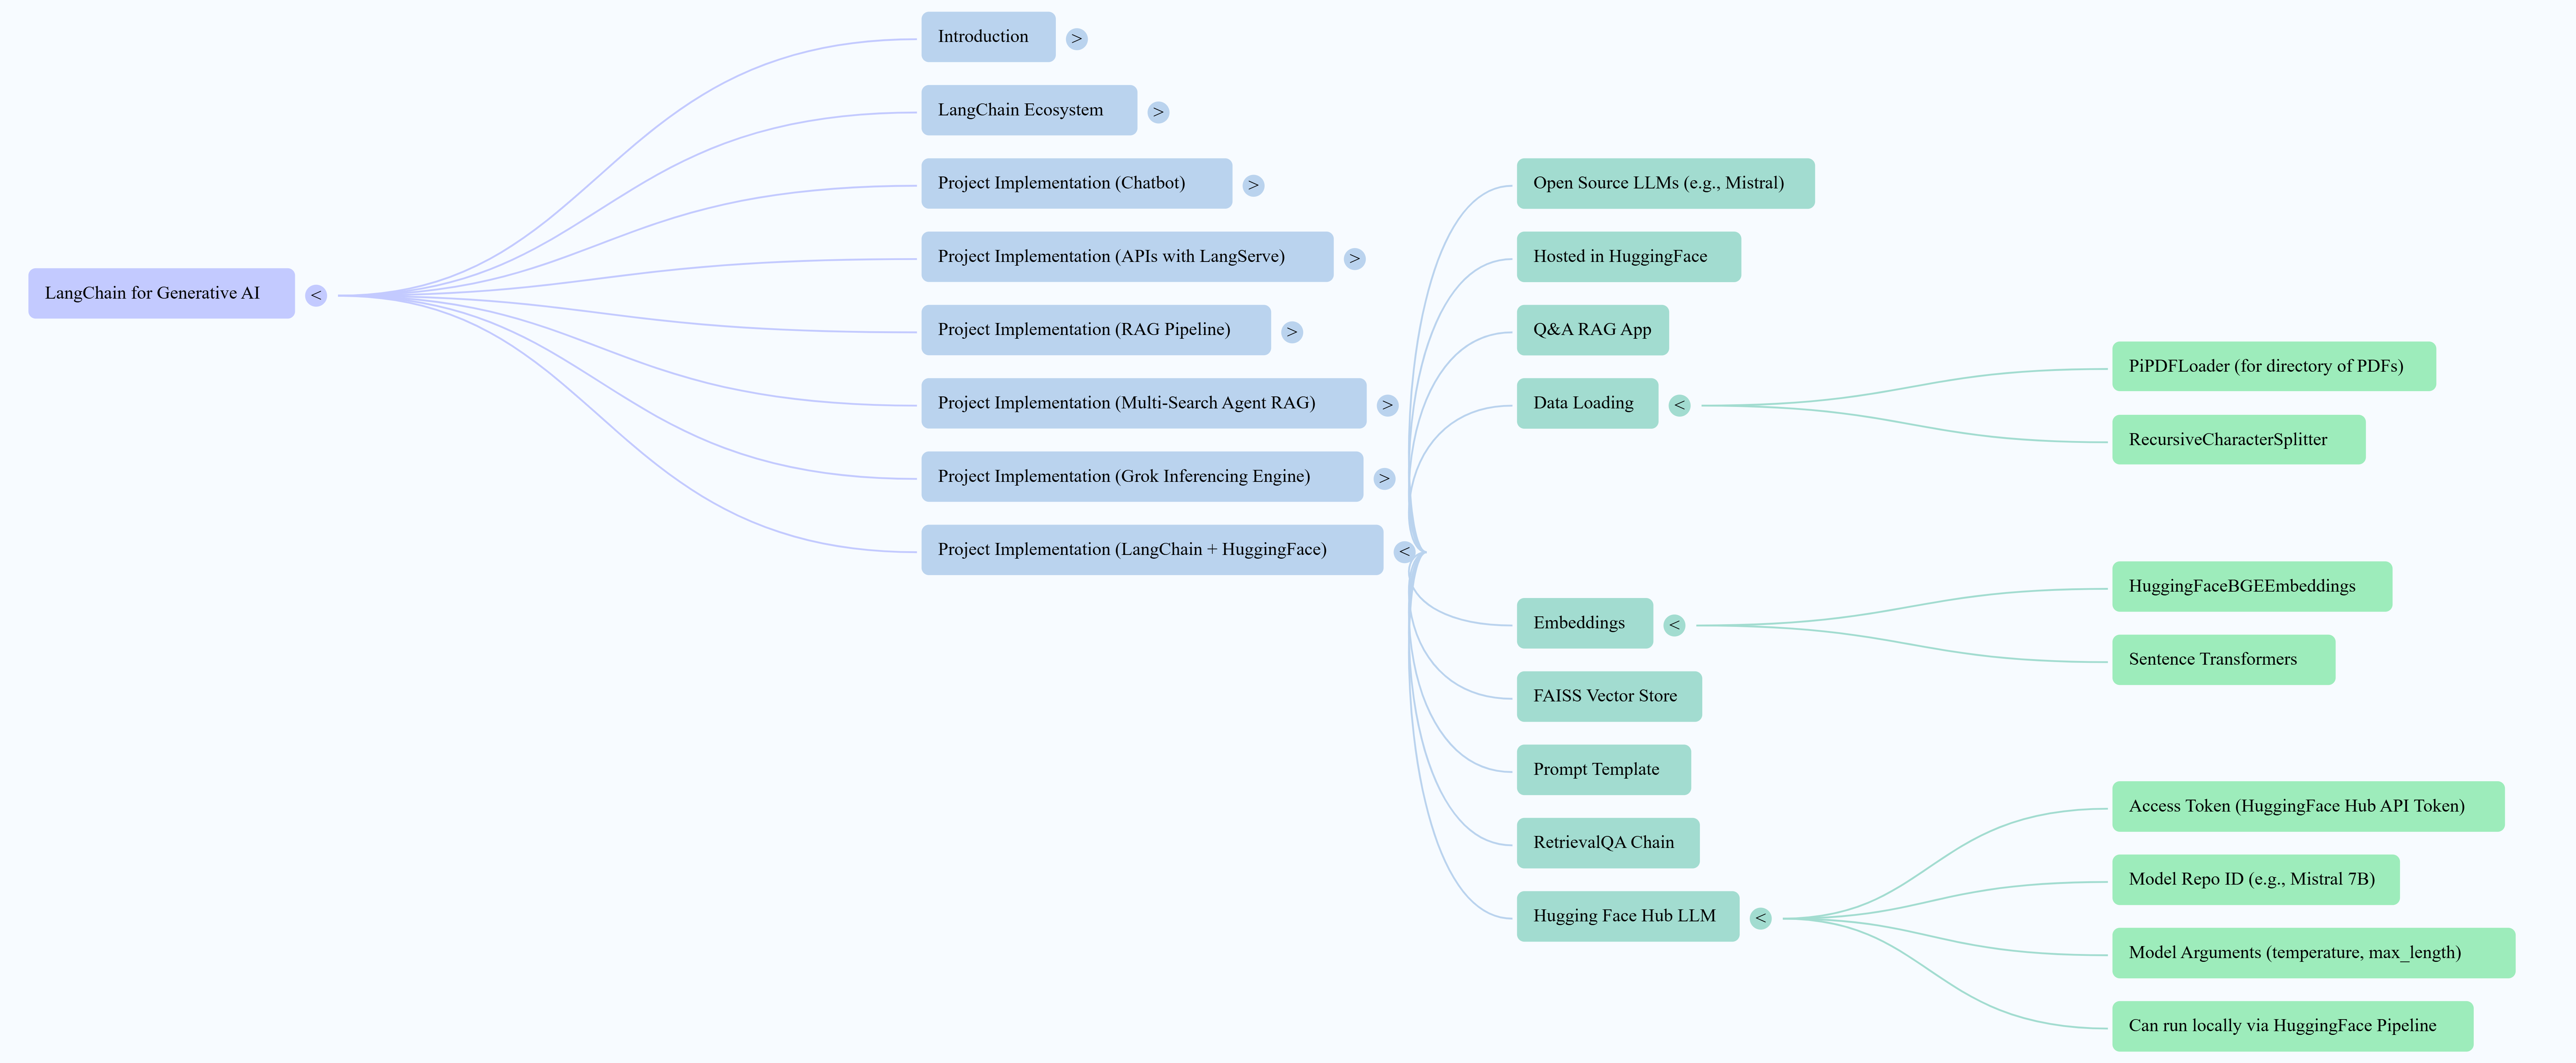 LangChain for Generative AI
<
Introduction
>
LangChain Ecosystem
>
Project Implementation (Chatbot)
>
Project Implementation (APIs with LangServe)
>
Project Implementation (RAG Pipeline)
>
Project Implementation (Multi-Search Agent RAG)
>
Project Implementation (Grok Inferencing Engine)
>
Project Implementation (LangChain + HuggingFace)
<
Open Source LLMs (e.g., Mistral)
Hosted in HuggingFace
Q&A RAG App
Data Loading
<
PiPDFLoader (for directory of PDFs)
RecursiveCharacterSplitter
Embeddings
<
HuggingFaceBGEEmbeddings
Sentence Transformers
FAISS Vector Store
Prompt Template
RetrievalQA Chain
Hugging Face Hub LLM
<
Access Token (HuggingFace Hub API Token)
Model Repo ID (e.g., Mistral 7B)
Model Arguments (temperature, max_length)
Can run locally via HuggingFace Pipeline